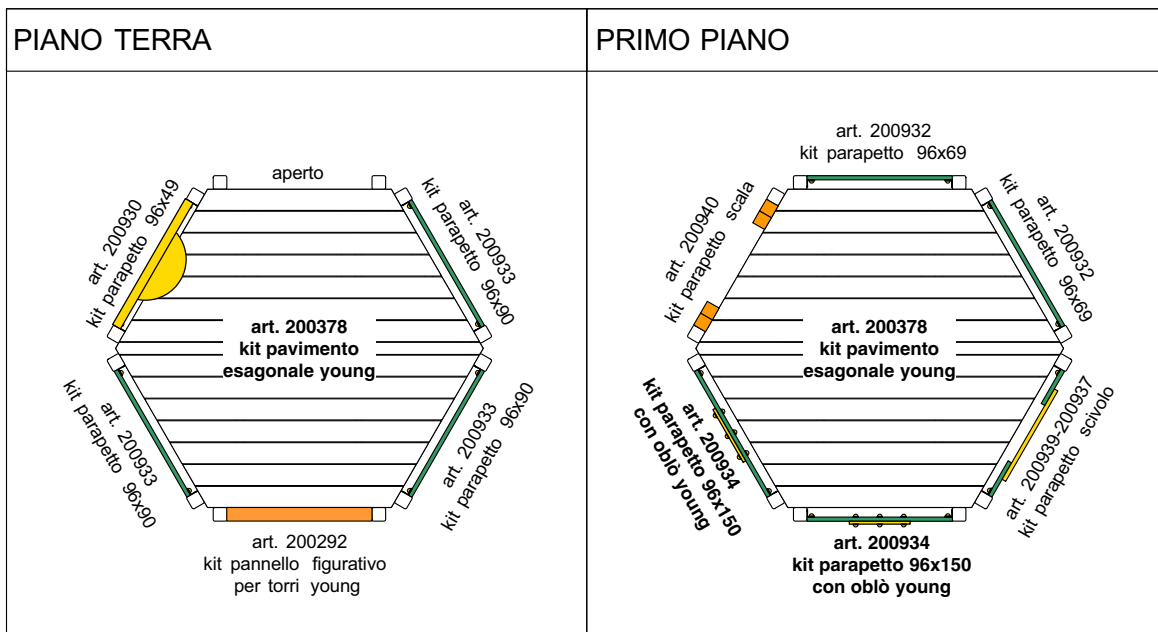 PIANO TERRA
aperto
art. 200930
kit parapetto 96x49
art. 200933
kit parapetto 96x90
art. 200378
kit pavimento
esagonale young
art. 200933
kit parapetto 96x90
art. 200933
kit parapetto 96x90
art. 200292
kit pannello figurativo
per torri young
PRIMO PIANO
art. 200932
kit parapetto 96x69
art. 200940
kit parapetto scala
art. 200932
kit parapetto 96x69
art. 200378
kit pavimento
esagonale young
art. 200934
kit parapetto 96x150
con oblò young
art. 200939-200937
kit parapetto scivolo
art. 200934
kit parapetto 96x150
con oblò young